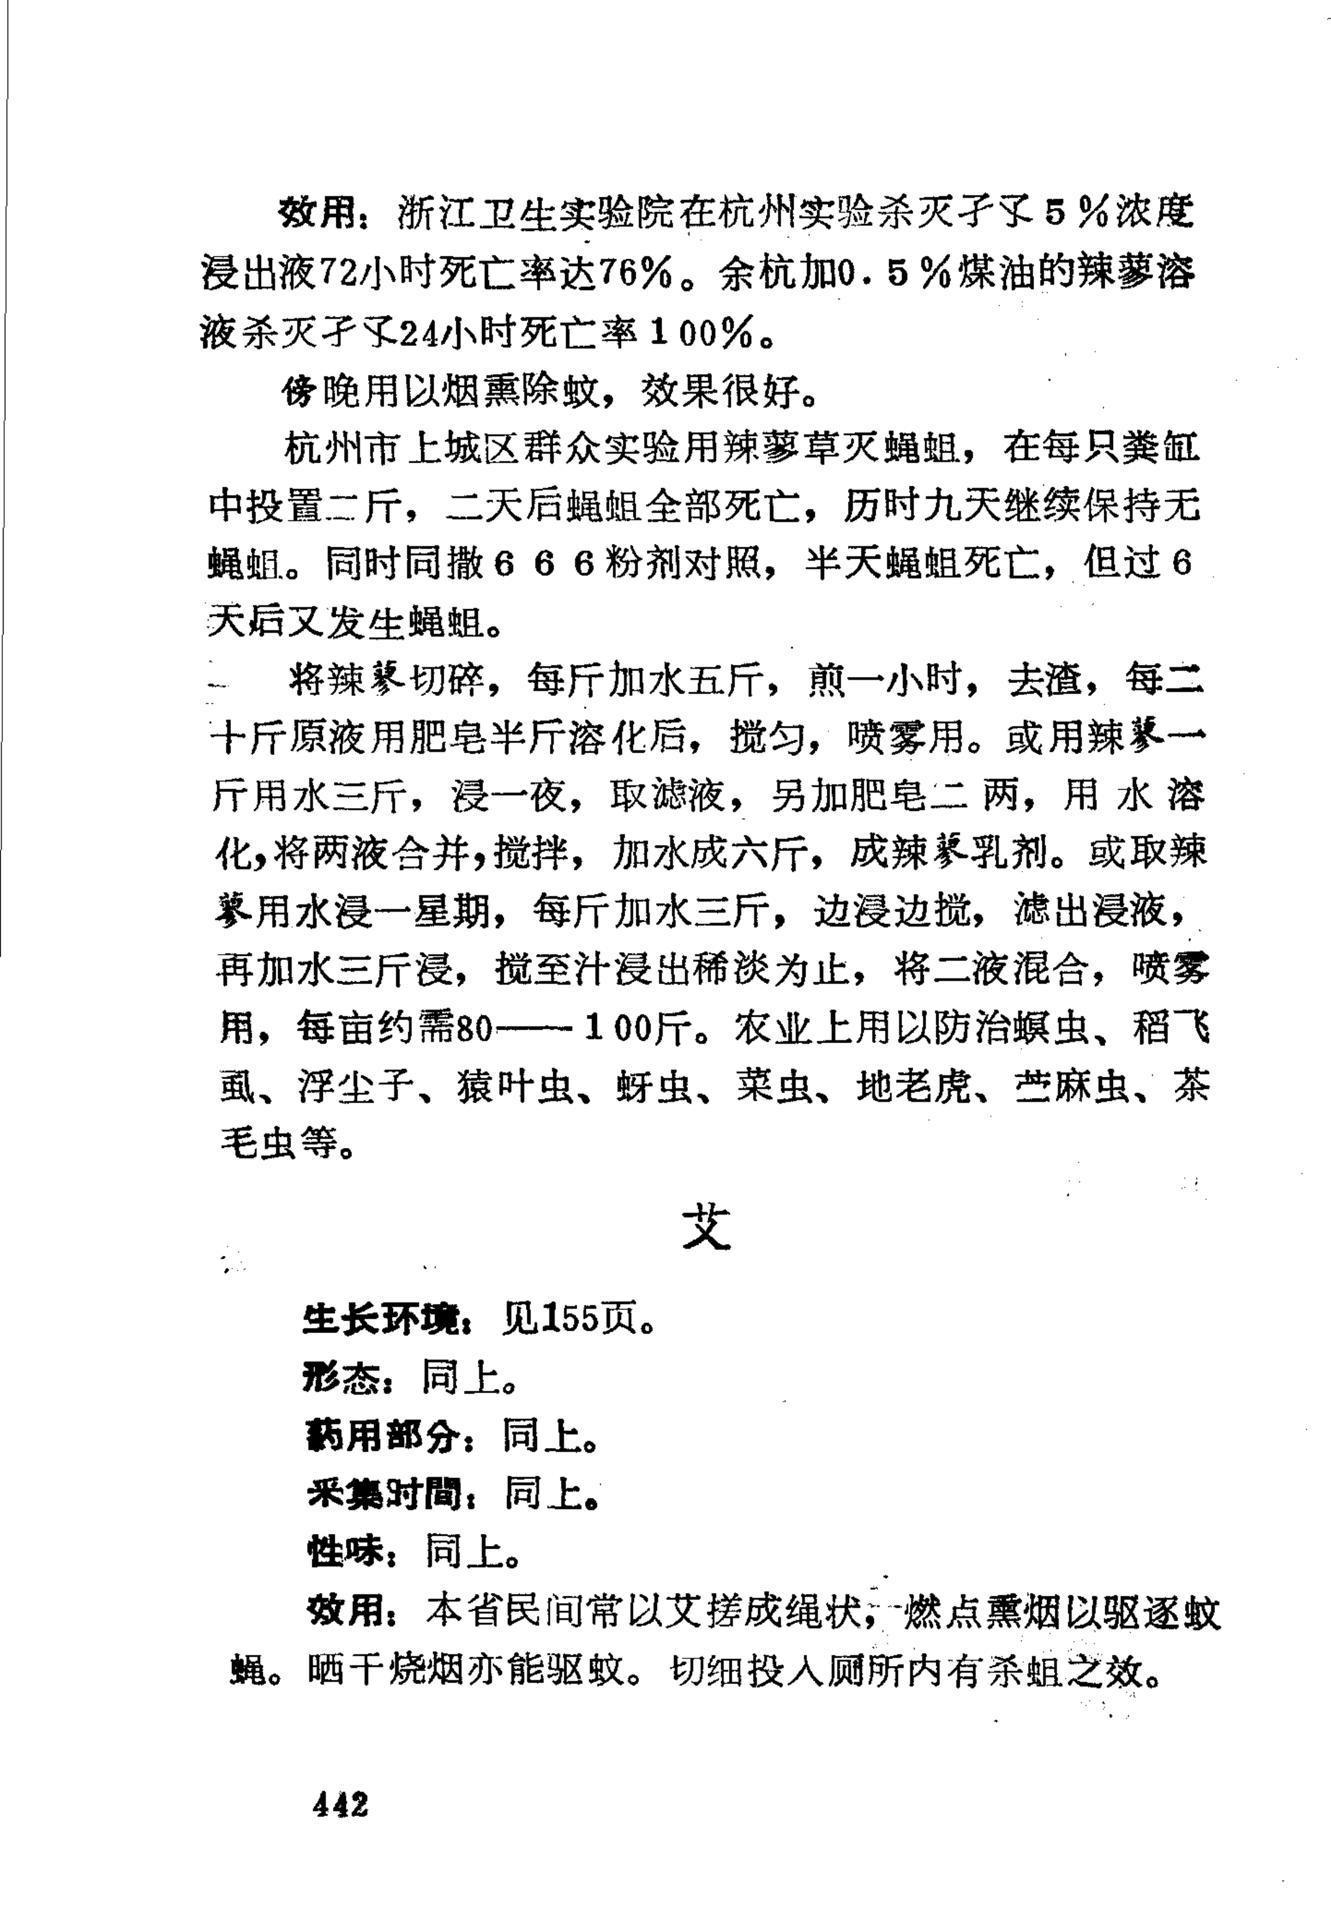 效用：浙江卫生实验院在杭州实验杀灭孑孓5％浓度
浸出液72小时死亡率达76％。余杭加0.5％煤油的辣蓼溶
液杀灭孑孓24小时死亡率100％。
傍晚用以烟熏除蚊，效果很好。
杭州市上城区群众实验用辣蓼草灭蝇蛆，在每只粪缸
中投置二斤，二天后蝇蛆全部死亡，历时九天继续保持无
蝇蛆。同时同撒666粉剂对照，半天蝇蛆死亡，但过6
天后又发生蝇蛆。
将辣蓼切碎，每斤加水五斤，煎一小时，去渣，每二
十斤原液用肥皂半斤溶化后，搅匀，喷雾用。或用辣蓼一
斤用水三斤，浸一夜，取滤液，另加肥皂二两，用水溶
化，将两液合并，搅拌，加水成六斤，成辣蓼乳剂。或取辣
蓼用水浸一星期，每斤加水三斤，边浸边搅，滤出浸液，
再加水三斤浸，搅至汁浸出稀淡为止，将二液混合，喷雾
用，每亩约需80——100斤。农业上用以防治螟虫、稻飞
虱、浮尘子、猿叶虫、蚜虫、菜虫、地老虎、苎麻虫、茶
毛虫等。
艾
生长环境：见155页。
形态：同上。
药用部分：同上。
采集时間：同上。
性味：同上。
效用：本省民间常以艾搓成绳状，燃点熏烟以驱逐蚊
蝇。晒干烧烟亦能驱蚊。切细投入厕所内有杀蛆之效。
442